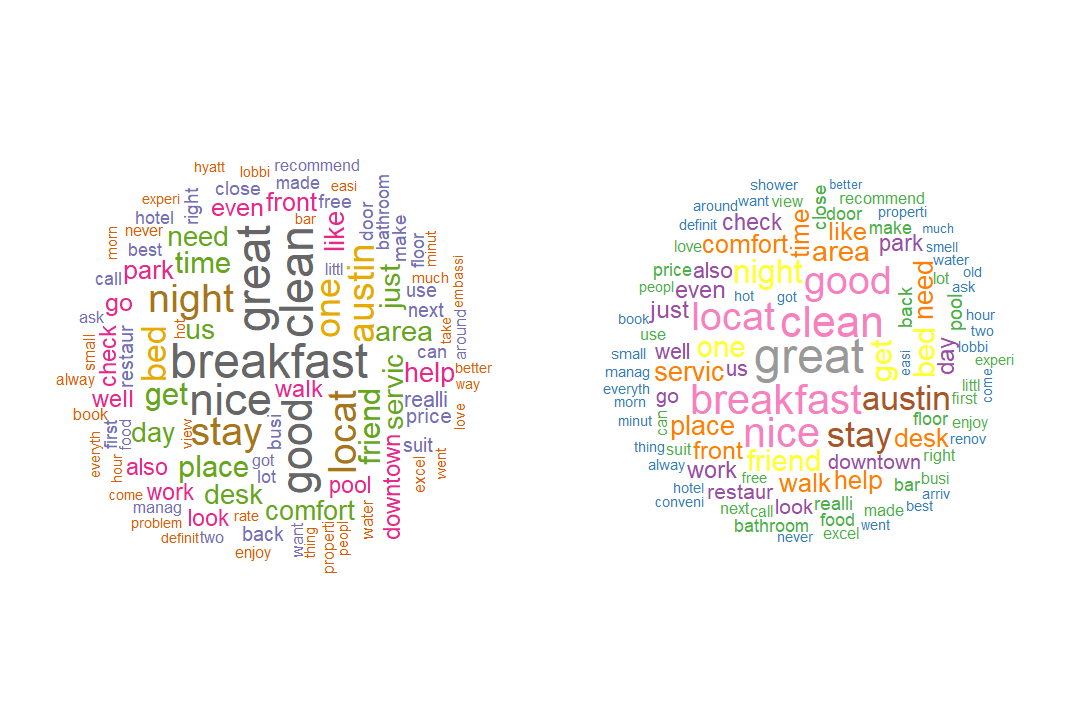 hyatt
lobbi
recommend
experi
right
close
made
easi
free
hotel
even
front
bar
like
door
bathroom
make
morn
never
need
great
clean
best
time
littl
austin
floor
minut
call
park
night
one
just
much
embassi
go
use
ask
us
hot
area
next
take
around
small
check
restaur
bed
breakfast
can
servic
help
better
alway
get
nice
walk
way
well
realli
book
stay
good
locat
friend
price
love
first
food
day
view
busi
suit
everyth
hour
also
place
got
lot
pool
downtown
excel
went
come
work
desk
manag
comfort
problem
look
rate
water
definit
two
back
want
thing
properti
peopl
enjoy
shower
better
around
want
view
close
recommend
definit
check
time
door
properti
like
make
much
love
comfort
area
park
smell
price
also
night
good
need
water
old
peopl
even
hot
got
back
lot
ask
pool
book
just
locat
clean
hour
use
two
small
well
one
great
get
easi
bed
day
lobbi
manag
servic
us
experi
everyth
go
breakfast
austin
littl
first
come
morn
minut
can
place
nice
stay
floor
enjoy
desk
renov
thing
suit
front
friend
downtown
right
alway
work
free
walk
help
bar
busi
hotel
restaur
arriv
conveni
next
call
look
realli
made
best
bathroom
food
went
never
excel